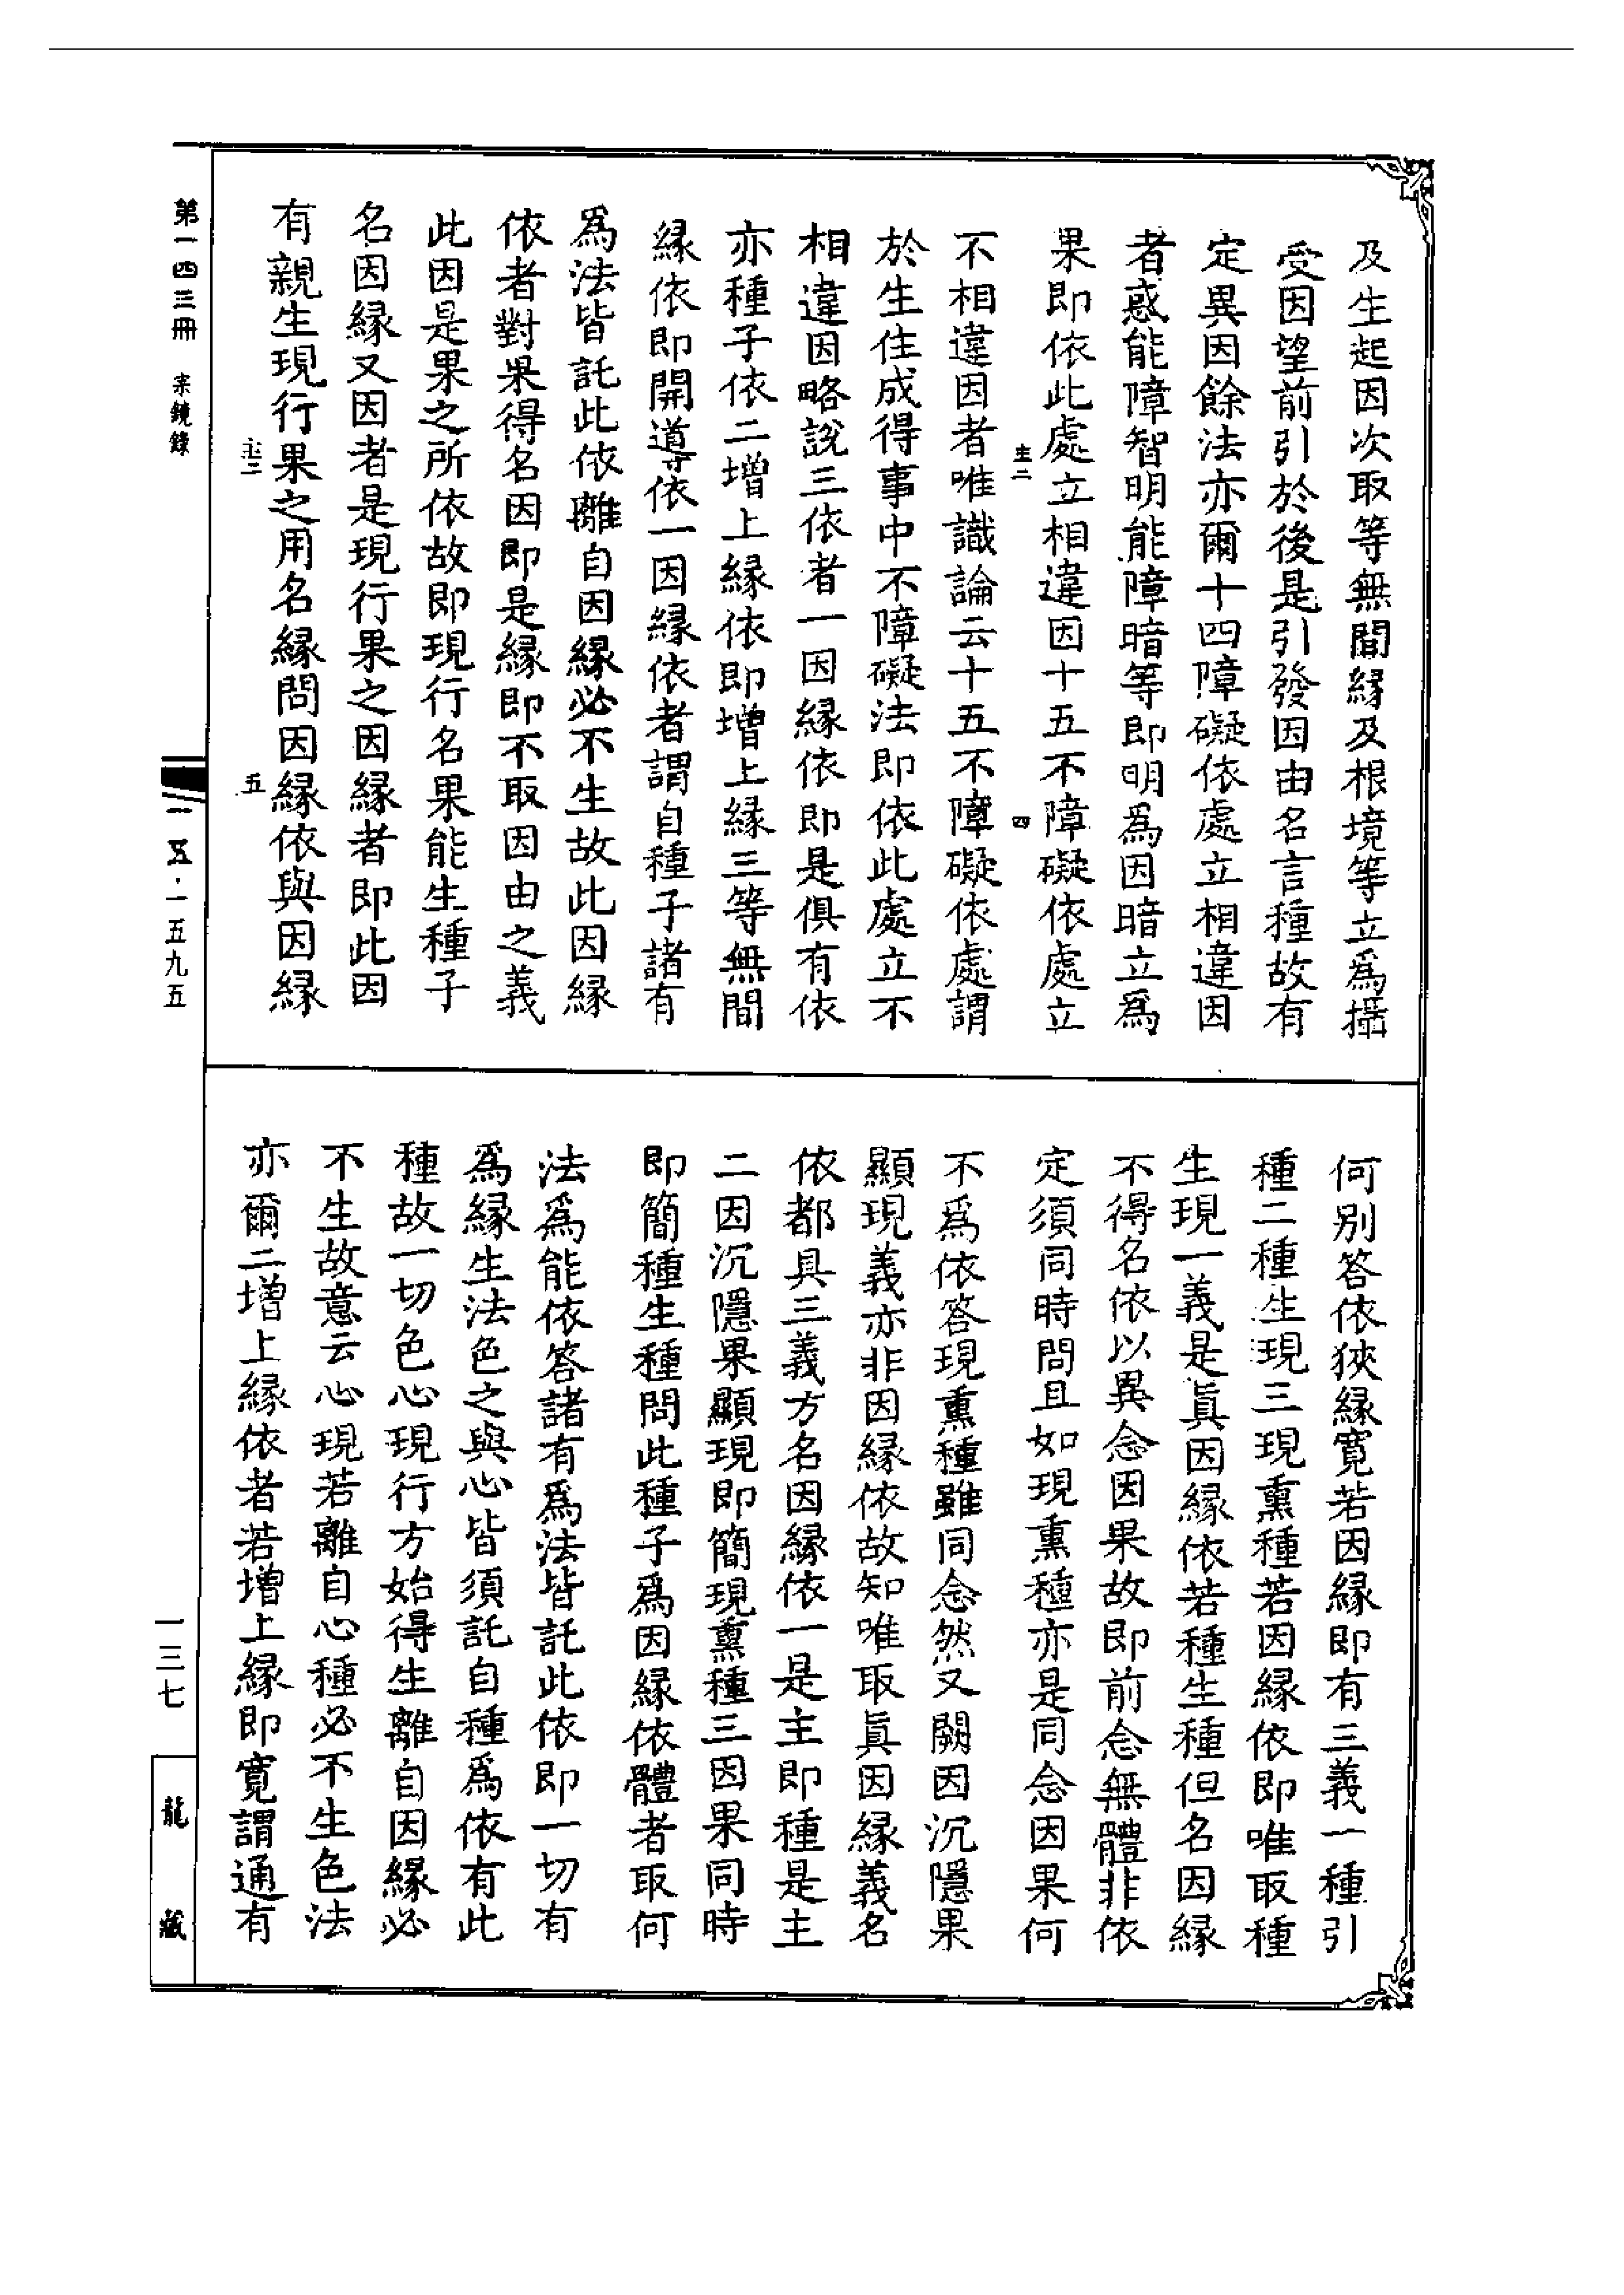 及生起因次取等無間緣及根境等立爲攝
受因望前引於後是引發因由名言種故有
定異因餘法亦爾十四障礙依處立相違因
者惑能障智明能障暗等即明爲因暗立爲
果即依此處立相違因十五不障礙依處立
主二
四
不相違因者唯識論云十五不障礙依處謂
於生住成得事中不障礙法即依此處立不
相違因略說三依者一因緣依即是俱有依
亦種子依二增上緣依即增上緣三等無間
緣依即開導依一因緣依者謂自種子諸有
爲法皆託此依離自因緣必不生故此因緣
依者對果得名因即是緣即不取因由之義
此因是果之所依故即現行名果能生種子
名因緣又因者是現行果之因緣者即此因
有親生現行果之用名緣問因緣依與因緣
五
何別答依狹緣寬若因緣即有三義一種引
種二種生現三現熏種若因緣依即唯取種
生現一義是眞因緣依若種生種但名因緣
不得名依以異念因果故即前念無體非依
定須同時問且如現熏種亦是同念因果何
不爲依答現熏種雖同念然又闕因沉隱果
顯現義亦非因緣依故知唯取眞因緣義名
依都具三義方名因緣依一是主即種是主
二因沉隱果顯現即簡現熏種三因果同時
即簡種生種問此種子爲因緣依體者取何
法爲能依答諸有爲法皆託此依即一切有
爲緣生法色之與心皆須託自種爲依有此
種故一切色心現行方始得生離自因緣必
不生故意云心現若離自心種必不生色法
亦爾二增上緣依者若增上緣即寬謂通有
第一四三冊 宗鏡錄
五·一五九五
一三七
龍藏